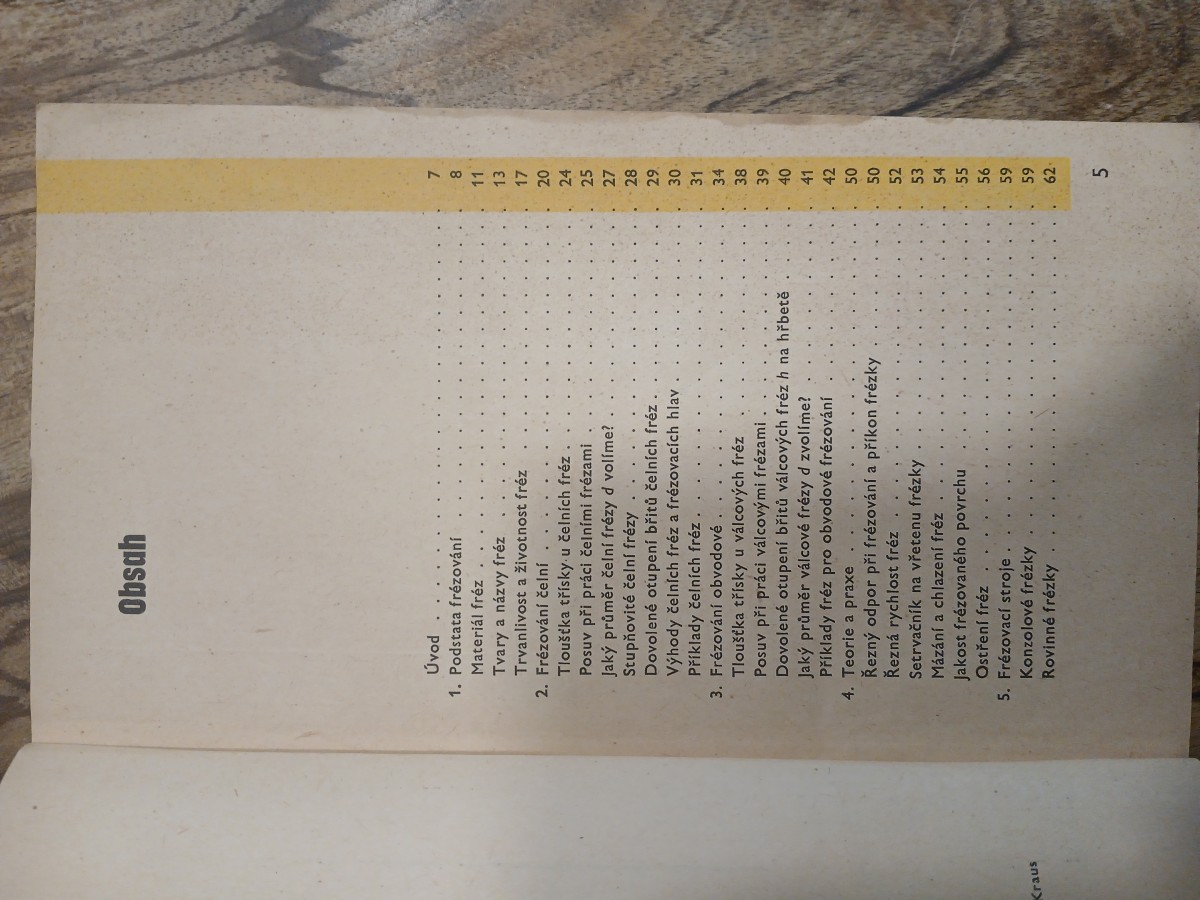 Obsah
Úvod . . . . . . . . . . 7
1. Podstata frézování . . . . . . . . . . 8
Materiál fréz . . . . . . . . . . 11
Tvary a názvy fréz . . . . . . . . . . 13
Trvanlivost a životnost fréz . . . . . . . . . . 17
2. Frézování čelní . . . . . . . . . . 20
Tloušťka třísky u čelních fréz . . . . . . . . . . 24
Posuv při práci čelními frézami . . . . . . . . . . 25
Jaký průměr čelní frézy d volíme? . . . . . . . . . . 27
Stupňovité čelní frézy . . . . . . . . . . 28
Dovolené otupení břitů čelních fréz . . . . . . . . . . 29
Výhody čelních fréz a frézovacích hlav . . . . . . . . . . 30
Příklady čelních fréz . . . . . . . . . . 31
3. Frézování obvodové . . . . . . . . . . 34
Tloušťka třísky u válcových fréz . . . . . . . . . . 38
Posuv při práci válcovými frézami . . . . . . . . . . 39
Dovolené otupení břitů válcových fréz h na hřbetě . . . . 40
Jaký průměr válcové frézy d zvolíme? . . . . . . . . . . 41
Příklady fréz pro obvodové frézování . . . . . . . . . . 42
4. Teorie a praxe . . . . . . . . . . 50
Řezný odpor při frézování a příkon frézky . . . . . . . 50
Řezná rychlost fréz . . . . . . . . . . 52
Setrvačník na vřetenu frézky . . . . . . . . . . 53
Mázání a chlazení fréz . . . . . . . . . . 54
Jakost frézovaného povrchu . . . . . . . . . . 55
Ostření fréz . . . . . . . . . . 56
5. Frézovací stroje . . . . . . . . . . 59
Konzolové frézky . . . . . . . . . . 59
Rovinné frézky . . . . . . . . . . 62
5
Kraus